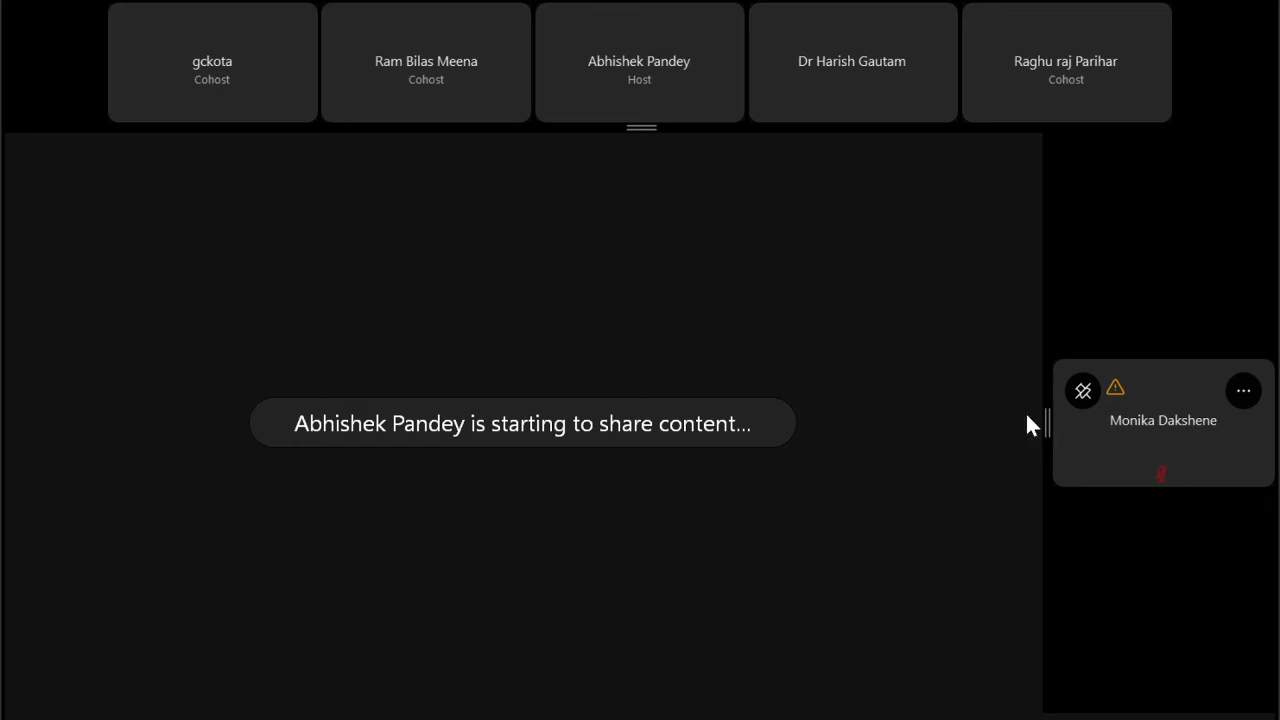 gckota
Cohost
Ram Bilas Meena
Cohost
Abhishek Pandey
Host
Dr Harish Gautam
Raghu raj Parihar
Cohost
Abhishek Pandey is starting to share content...
Monika Dakshene